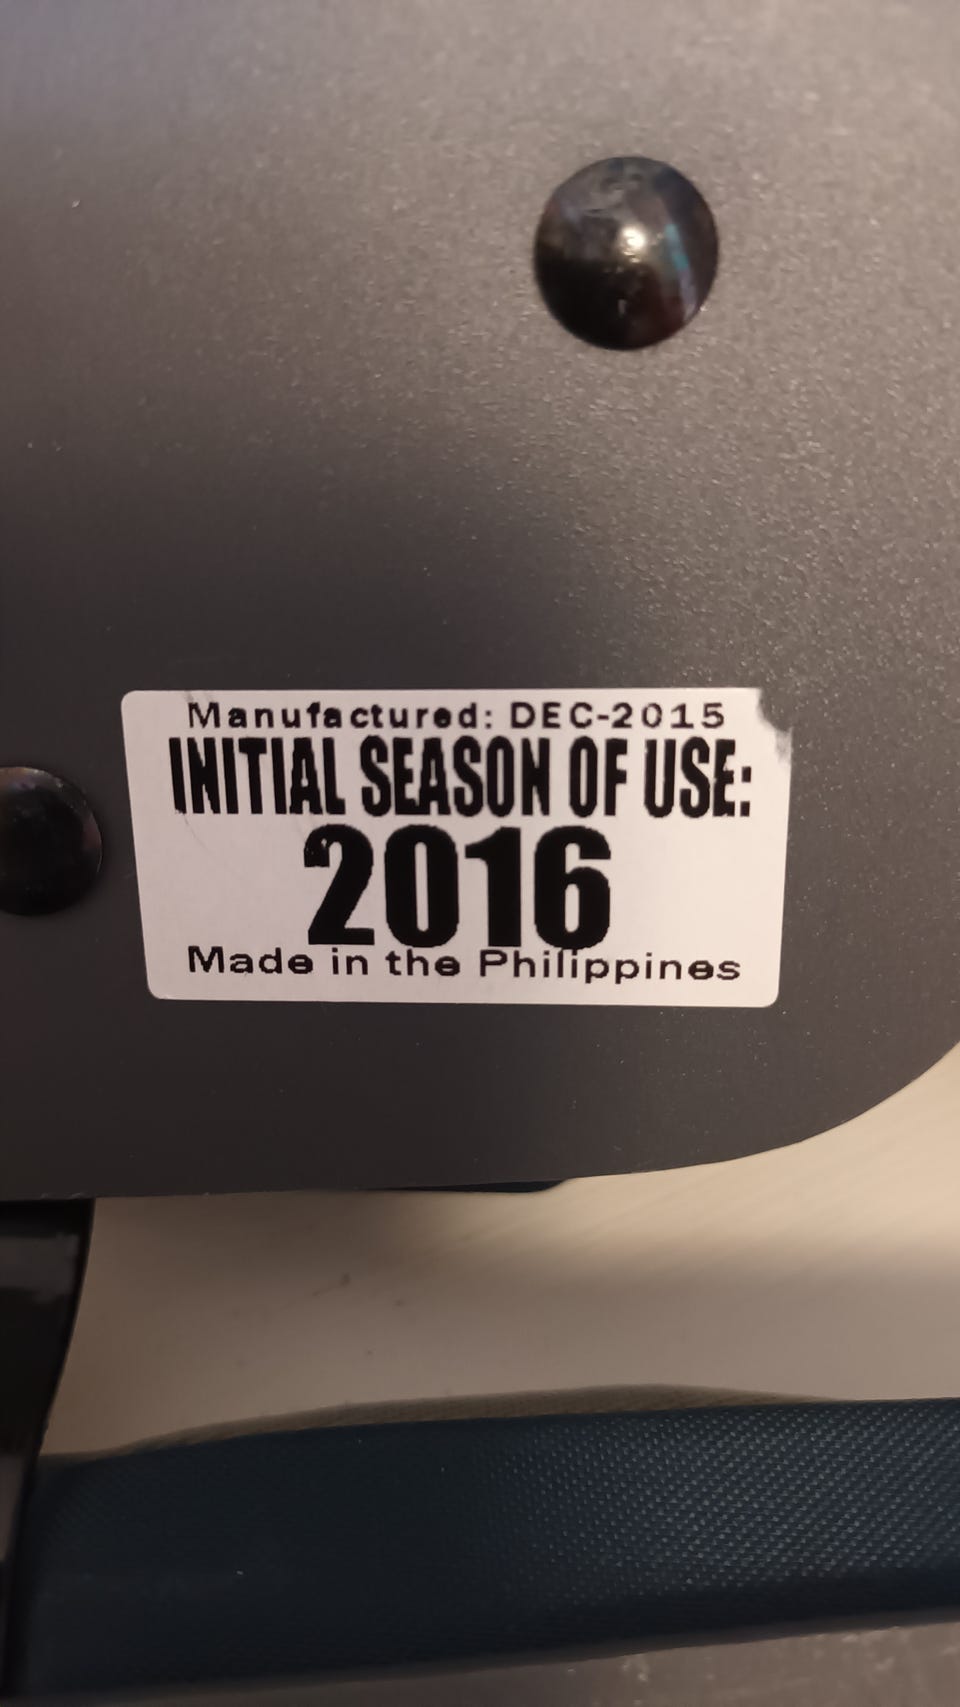 Manufactured: DEC-2015
INITIAL SEASON OF USE:
2016
Made in the Philippines